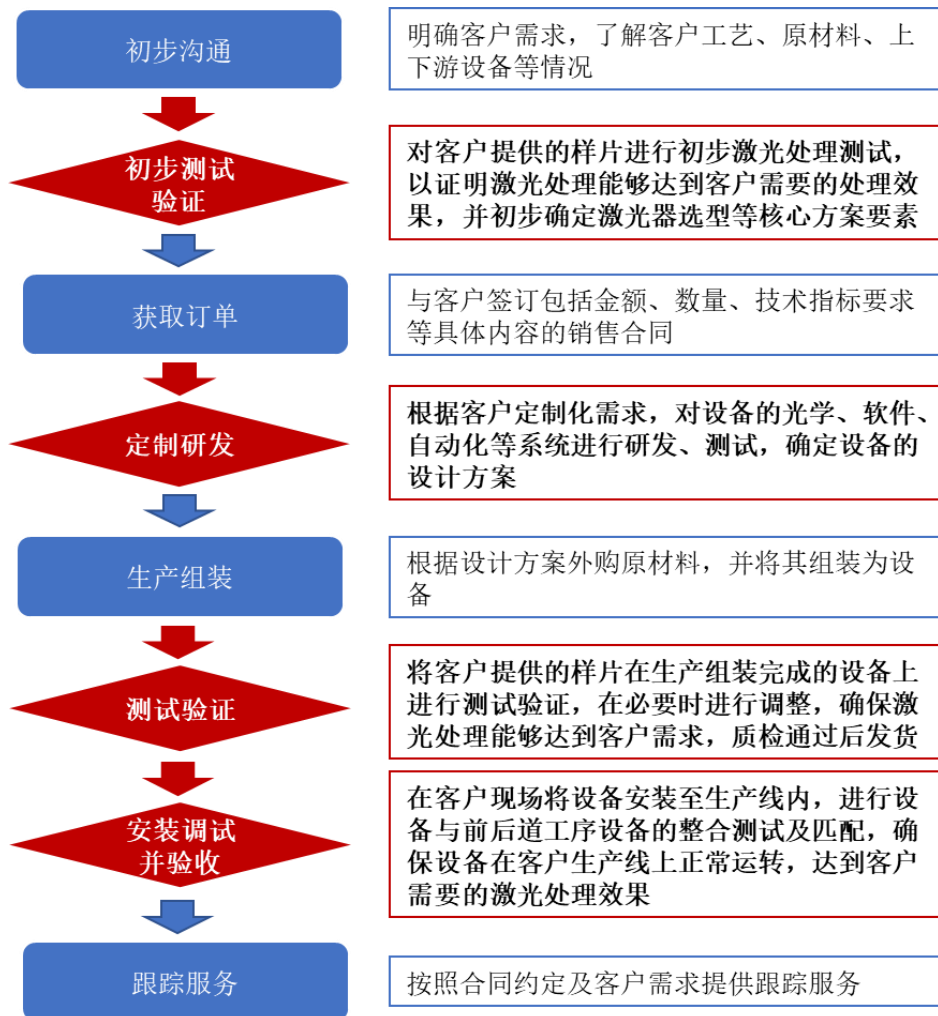 初步沟通
明确客户需求，了解客户工艺、原材料、上
下游设备等情况
初步测试
验证
对客户提供的样片进行初步激光处理测试，
以证明激光处理能够达到客户需要的处理效
果，并初步确定激光器选型等核心方案要素
获取订单
与客户签订包括金额、数量、技术指标要求
等具体内容的销售合同
定制研发
根据客户定制化需求，对设备的光学、软件、
自动化等系统进行研发、测试，确定设备的
设计方案
生产组装
根据设计方案外购原材料，并将其组装为设
备
测试验证
将客户提供的样片在生产组装完成的设备上
进行测试验证，在必要时进行调整，确保激
光处理能够达到客户需求，质检通过后发货
安装调试
并验收
在客户现场将设备安装至生产线内，进行设
备与前后道工序设备的整合测试及匹配，确
保设备在客户生产线上正常运转，达到客户
需要的激光处理效果
跟踪服务
按照合同约定及客户需求提供跟踪服务